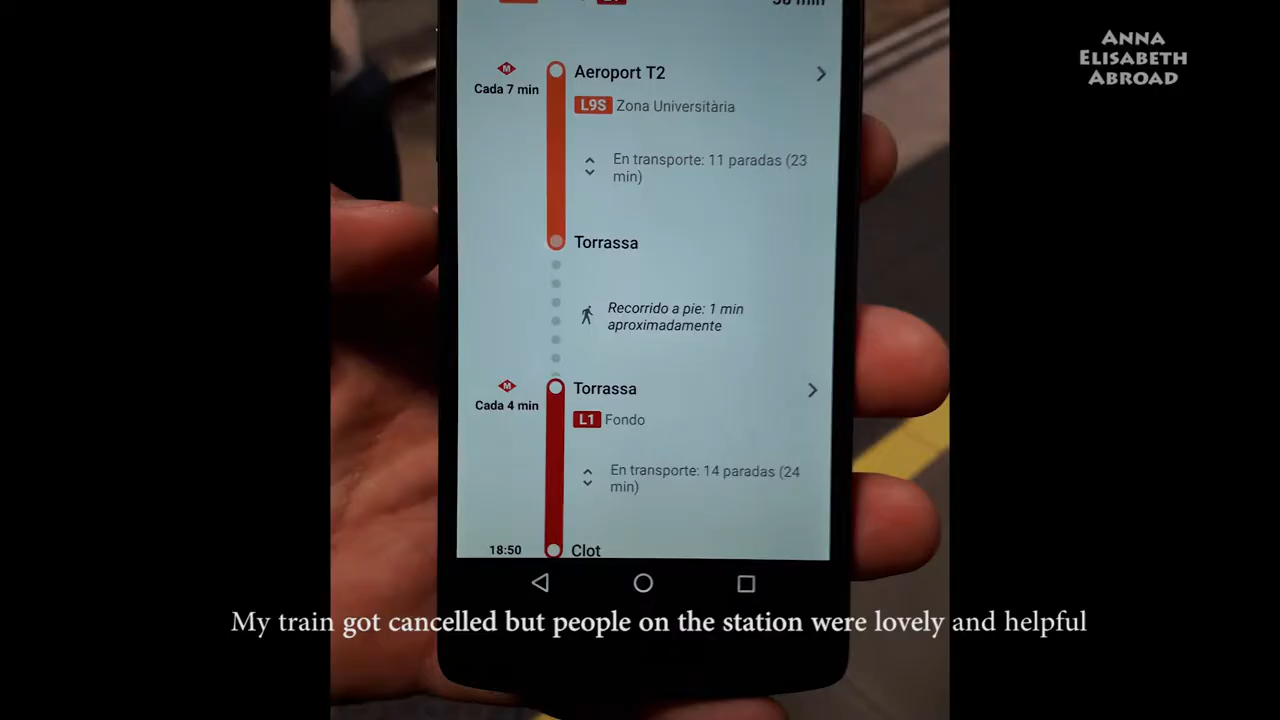 ANNA
ELISABETH
ABROAD
Aeroport T2
Cada 7 min
L9S Zona Universitària
En transporte: 11 paradas (23
min)
Torrassa
Recorrido a pie: 1 min
aproximadamente
Torrassa
Cada 4 min
L1 Fondo
En transporte: 14 paradas (24
min)
18:50 Clot
My train got cancelled but people on the station were lovely and helpful